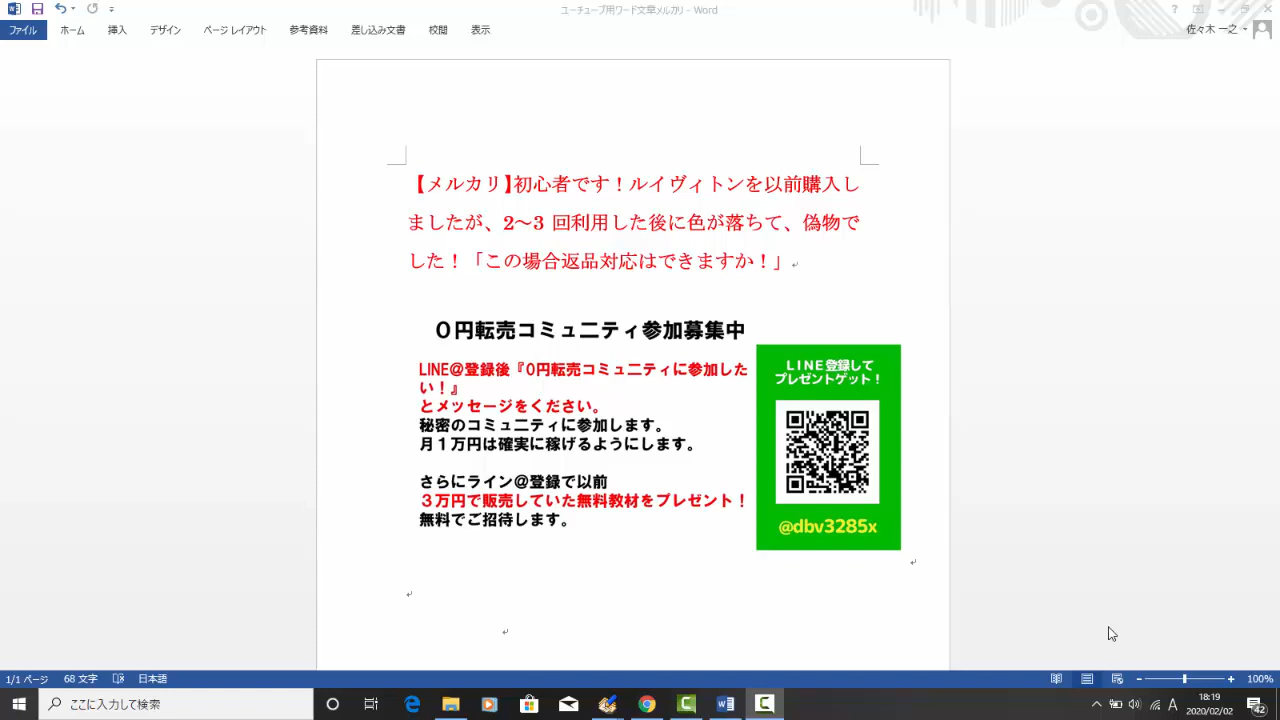 ユーチューブ用ワード文章メルカリ - Word
ファイル ホーム 挿入 デザイン ページ レイアウト 参考資料 差し込み文書 校閲 表示 佐々木 一之
【メルカリ】初心者です！ルイヴィトンを以前購入し
ましたが、2～3 回利用した後に色が落ちて、偽物で
した！「この場合返品対応はできますか！」
０円転売コミュニティ参加募集中
LINE@登録後『0円転売コミュニティに参加した
い！』
とメッセージをください。
秘密のコミュニティに参加します。
月１万円は確実に稼げるようにします。
さらにライン@登録で以前
３万円で販売していた無料教材をプレゼント！
無料でご招待します。
ＬＩＮＥ登録して
プレゼントゲット！
@dbv3285x
1/1 ページ 68 文字 日本語 100%
ここに入力して検索
A 18:19
2020/02/02
42